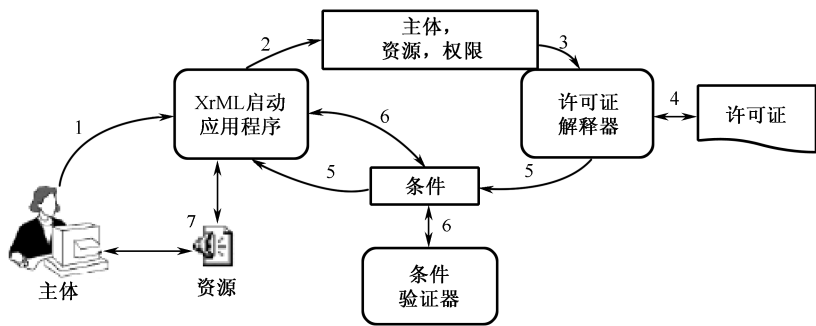 主体，
资源，权限
2
3
XrML启动
应用程序
许可证
解释器
4
许可证
1
6
5
条件
5
7
6
主体
资源
条件
验证器